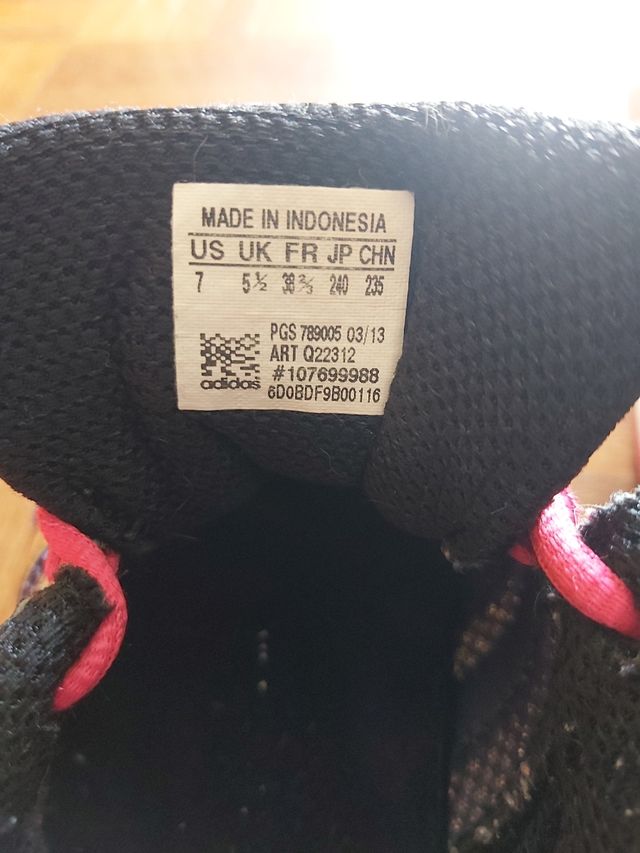 MADE IN INDONESIA
US UK FR JP CHN
7 5½ 38⅔ 240 235
PGS 789005 03/13
ART Q22312
#107699988
adidas
6D0BDF9B00116